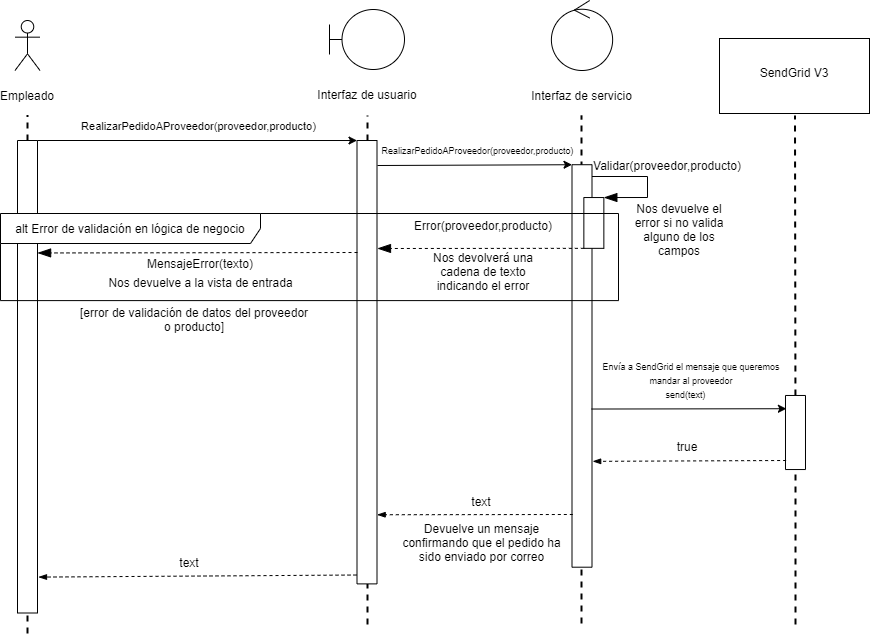 SendGrid V3
Empleado
Interfaz de usuario
Interfaz de servicio
RealizarPedidoAProveedor(proveedor,producto)
RealizarPedidoAProveedor(proveedor,producto)
Validar(proveedor,producto)
Nos devuelve el
error si no valida
alguno de los
campos
alt Error de validación en lógica de negocio
Error(proveedor,producto)
MensajeError(texto)
Nos devuelve a la vista de entrada
Nos devolverá una
cadena de texto
indicando el error
[error de validación de datos del proveedor
o producto]
Envía a SendGrid el mensaje que queremos
mandar al proveedor
send(text)
true
text
Devuelve un mensaje
confirmando que el pedido ha
sido enviado por correo
text